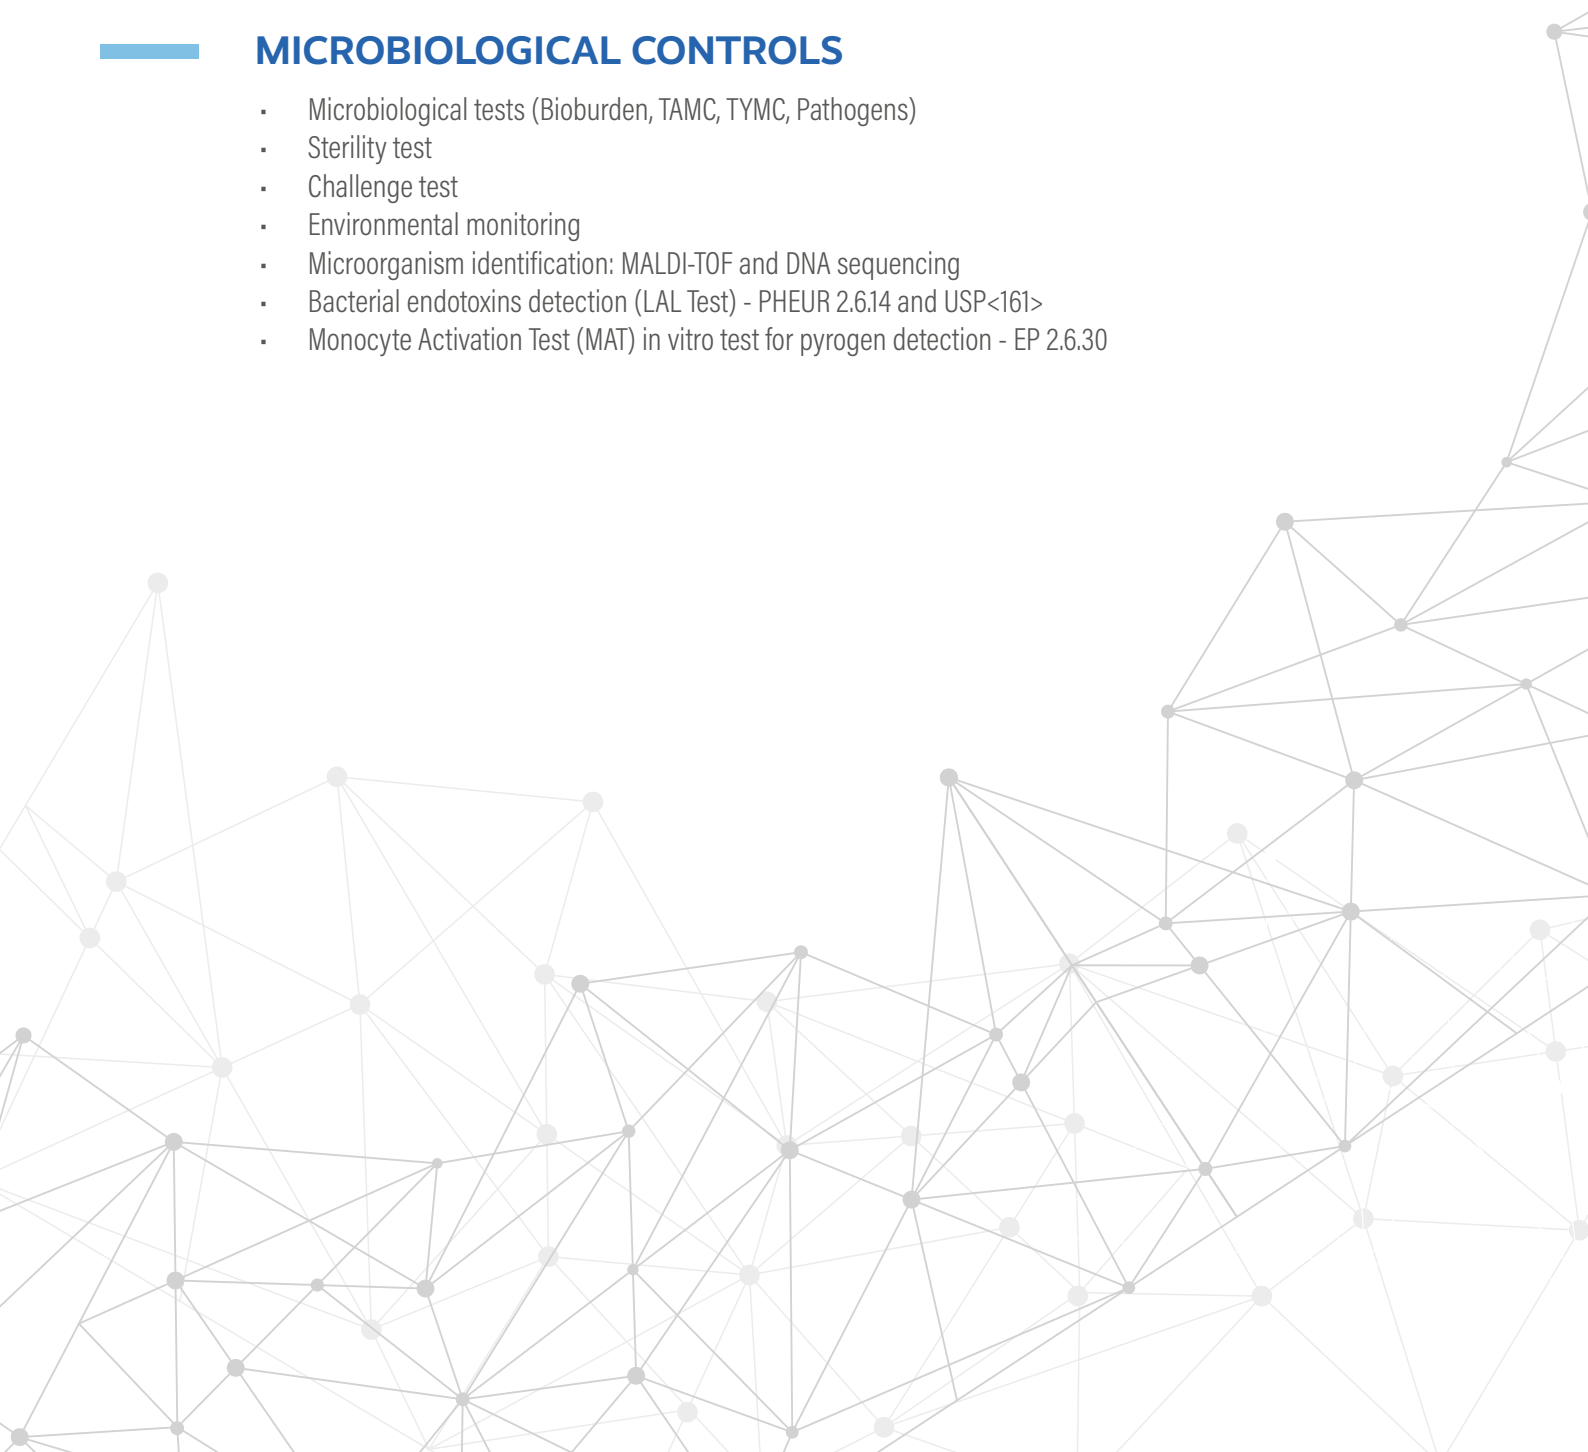 MICROBIOLOGICAL CONTROLS
· Microbiological tests (Bioburden, TAMC, TYMC, Pathogens)
· Sterility test
· Challenge test
· Environmental monitoring
· Microorganism identification: MALDI-TOF and DNA sequencing
· Bacterial endotoxins detection (LAL Test) - PHEUR 2.6.14 and USP<161>
· Monocyte Activation Test (MAT) in vitro test for pyrogen detection - EP 2.6.30